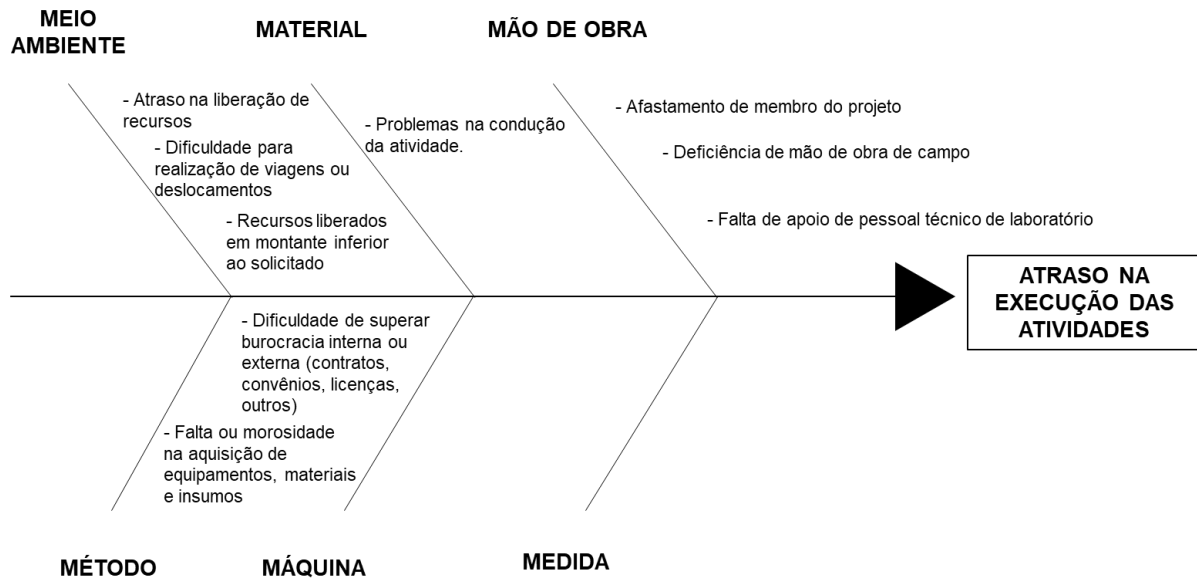 MEIO
AMBIENTE
MATERIAL
MÃO DE OBRA
- Atraso na liberação de
recursos
- Dificuldade para
realização de viagens ou
deslocamentos
- Recursos liberados
em montante inferior
ao solicitado
- Problemas na condução
da atividade.
- Afastamento de membro do projeto
- Deficiência de mão de obra de campo
- Falta de apoio de pessoal técnico de laboratório
ATRASO NA
EXECUÇÃO DAS
ATIVIDADES
- Dificuldade de superar
burocracia interna ou
externa (contratos,
convênios, licenças,
outros)
- Falta ou morosidade
na aquisição de
equipamentos, materiais
e insumos
MÉTODO
MÁQUINA
MEDIDA